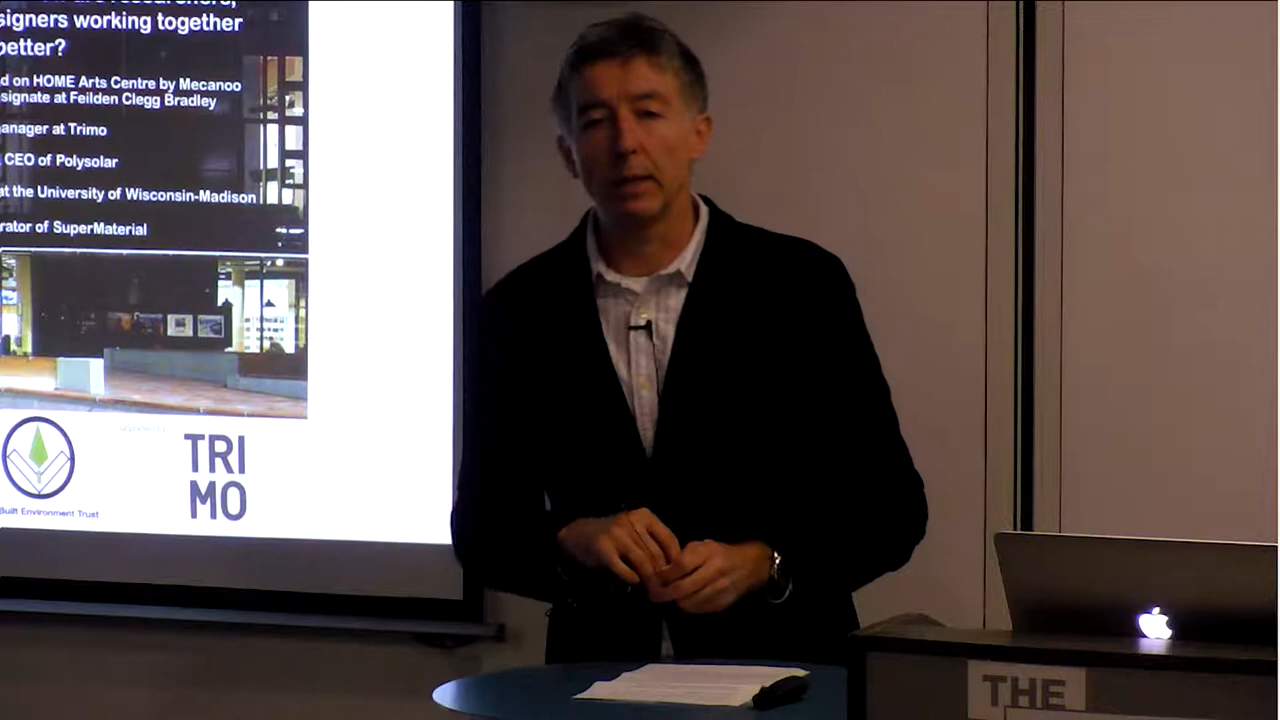 signers working together
better?
d on HOME Arts Centre by Mecanoo
signate at Feilden Clegg Bradley
anager at Trimo
CEO of Polysolar
at the University of Wisconsin-Madison
rator of SuperMaterial
Built Environment Trust
TRI
MO
THE